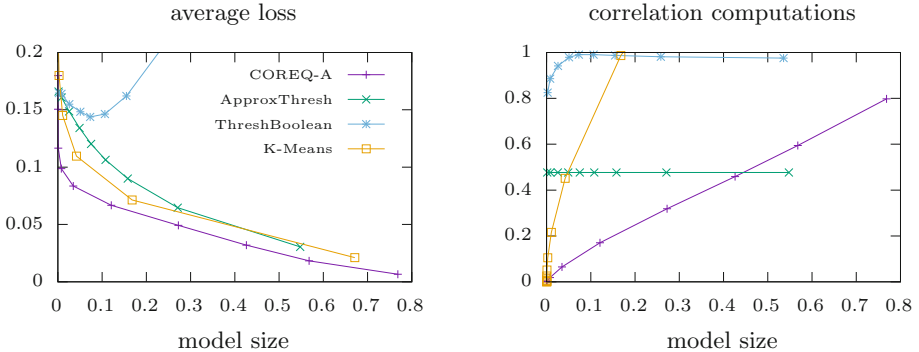 average loss
correlation computations
0.2
0.15
0.1
0.05
0
0 0.1 0.2 0.3 0.4 0.5 0.6 0.7 0.8
COREQ-A
ApproxThresh
ThreshBoolean
K-Means
model size
1
0.8
0.6
0.4
0.2
0
0 0.1 0.2 0.3 0.4 0.5 0.6 0.7 0.8
model size